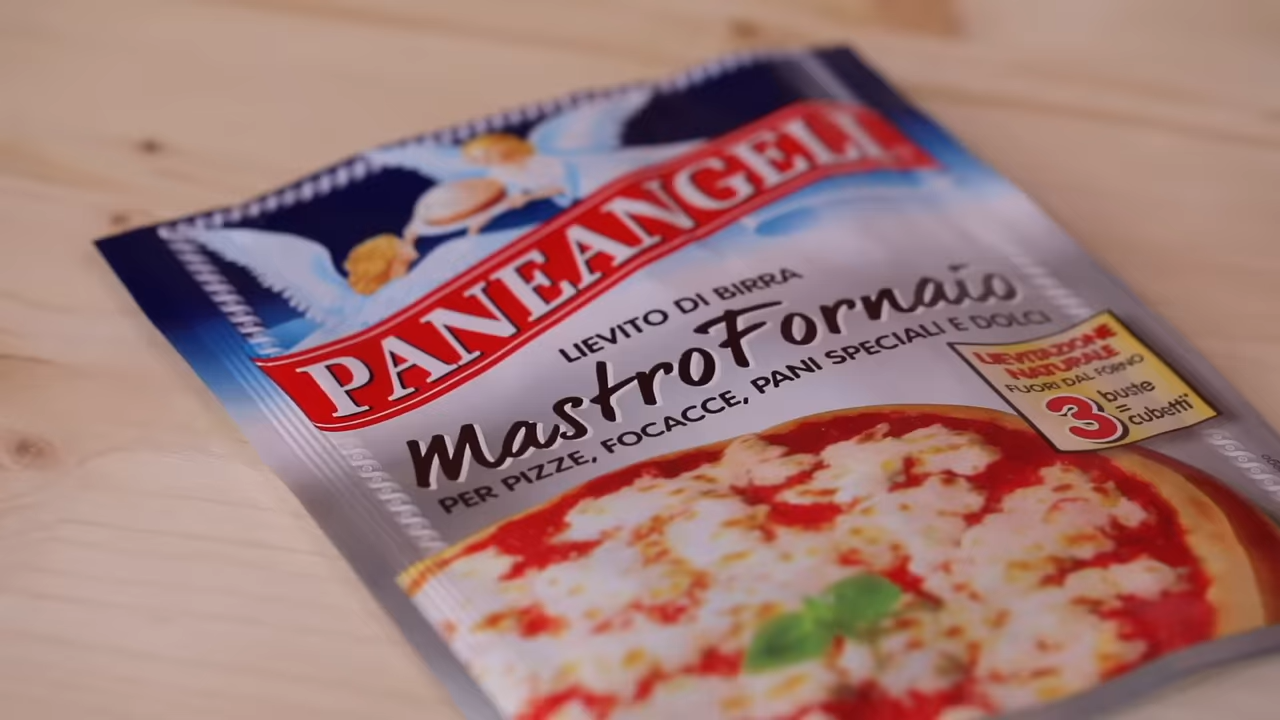 PANEANGELI
LIEVITO DI BIRRA
MastroFornaio
PER PIZZE, FOCACCE, PANI SPECIALI E DOLCI
LIEVITAZIONE
NATURALE
FUORI DAL FORNO
3 buste
=
cubetti*